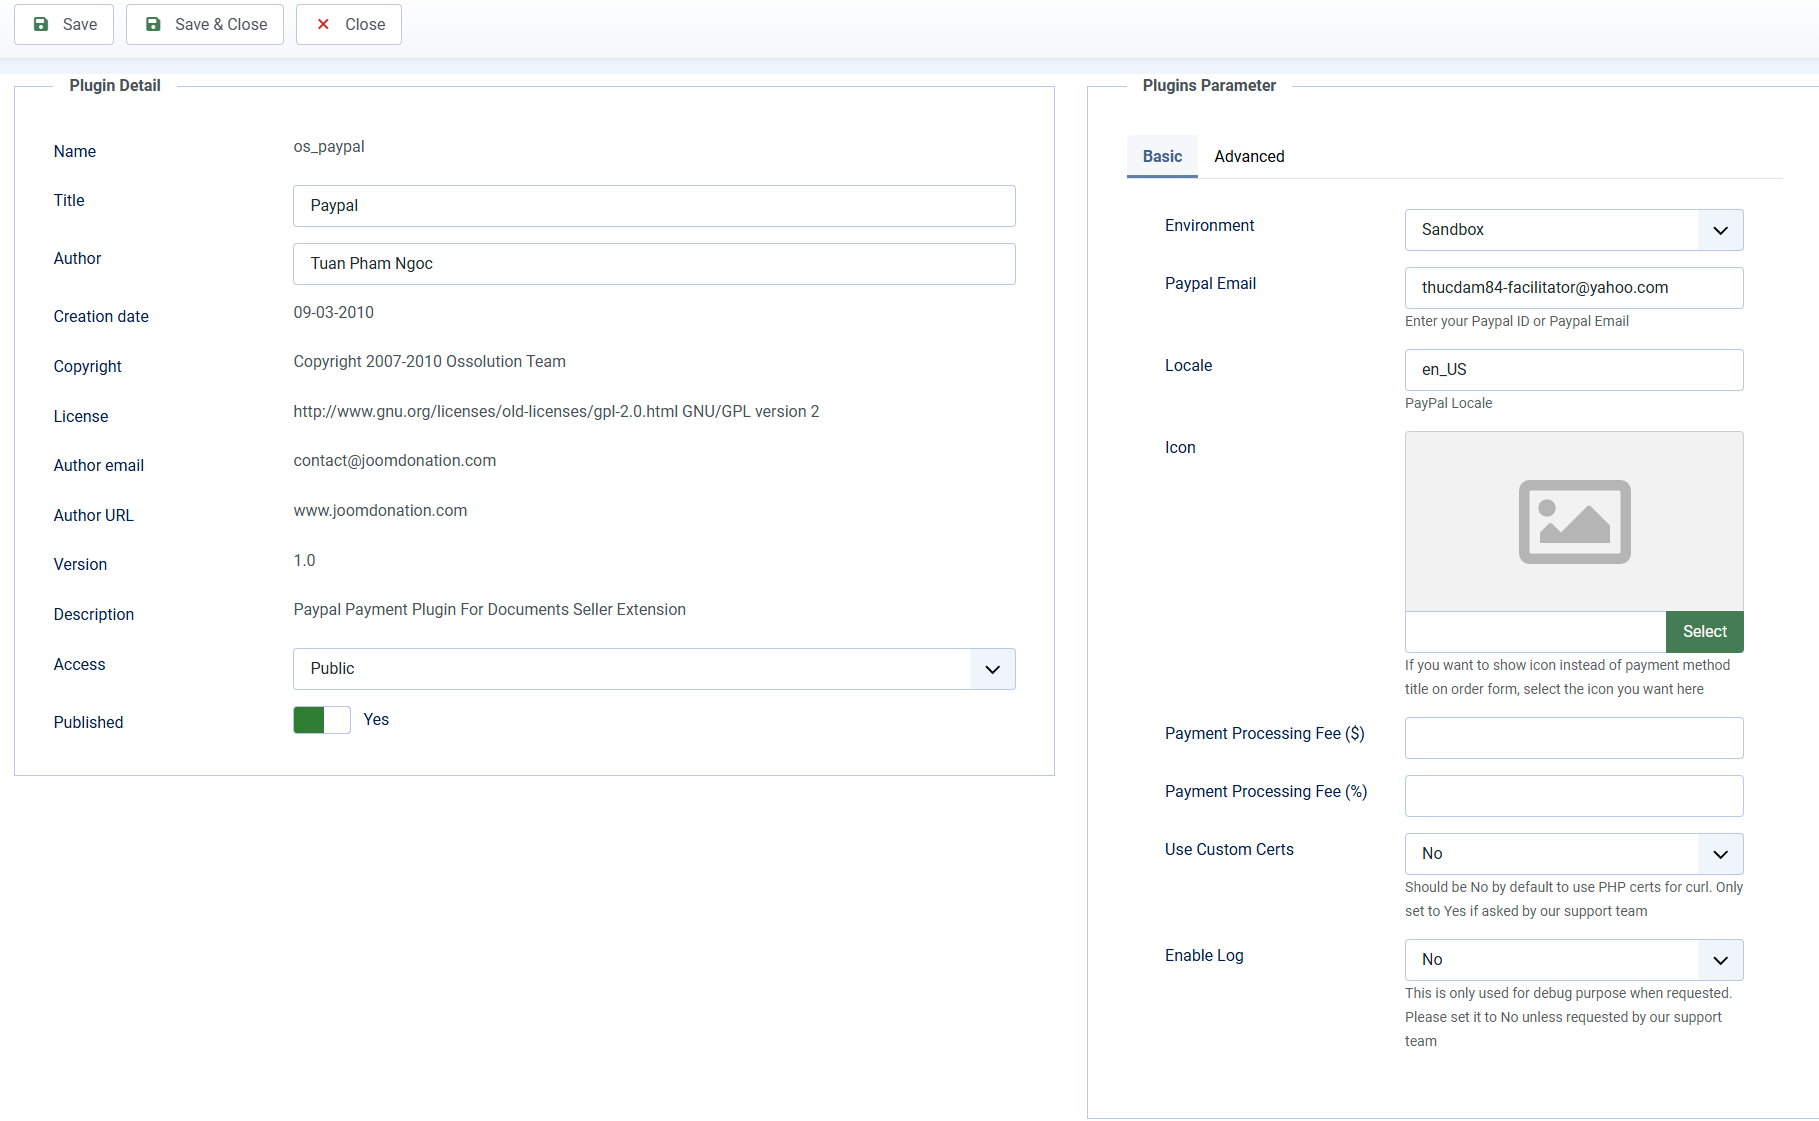 Save
Save & Close
Close
Plugin Detail
Name
os_paypal
Title
Paypal
Author
Tuan Pham Ngoc
Creation date
09-03-2010
Copyright
Copyright 2007-2010 Ossolution Team
License
http://www.gnu.org/licenses/old-licenses/gpl-2.0.html GNU/GPL version 2
Author email
contact@joomdonation.com
Author URL
www.joomdonation.com
Version
1.0
Description
Paypal Payment Plugin For Documents Seller Extension
Access
Public
Published
Yes
Plugins Parameter
Basic
Advanced
Environment
Sandbox
Paypal Email
thucdam84-facilitator@yahoo.com
Enter your Paypal ID or Paypal Email
Locale
en_US
PayPal Locale
Icon
Select
If you want to show icon instead of payment method
title on order form, select the icon you want here
Payment Processing Fee ($)
Payment Processing Fee (%)
Use Custom Certs
No
Should be No by default to use PHP certs for curl. Only
set to Yes if asked by our support team
Enable Log
No
This is only used for debug purpose when requested.
Please set it to No unless requested by our support
team